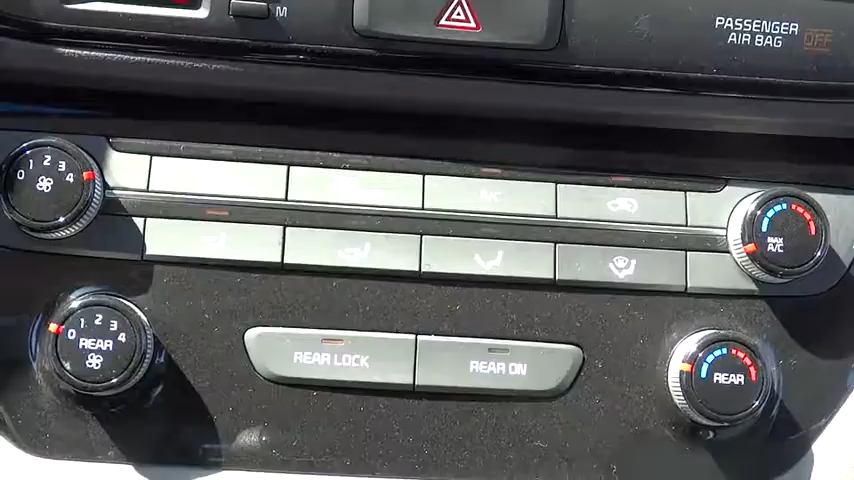 M
PASSENGER
AIR BAG OFF
0 1 2 3 4
A/C
MAX
A/C
0 1 2 3 4
REAR
REAR LOCK
REAR ON
REAR